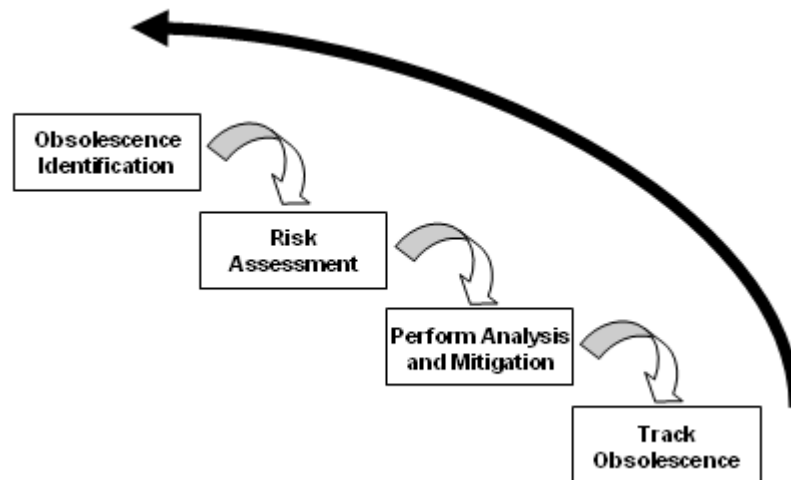 Obsolescence
Identification
Risk
Assessment
Perform Analysis
and Mitigation
Track
Obsolescence